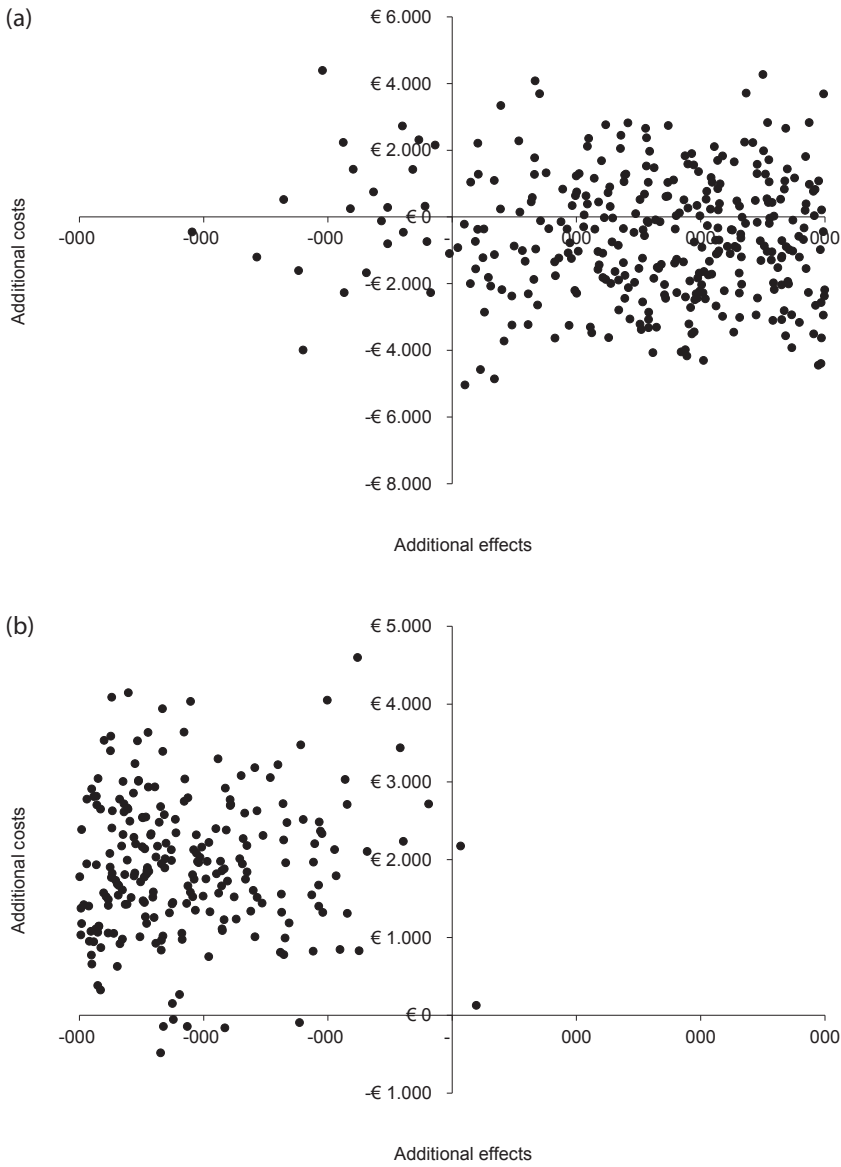 (a)
€ 6.000
€ 4.000
€ 2.000
€ 0
-€ 2.000
-€ 4.000
-€ 6.000
-€ 8.000
-000 -000 -000 - 000 000 000
Additional costs
Additional effects
(b)
€ 5.000
€ 4.000
€ 3.000
€ 2.000
€ 1.000
€ 0
-000 -000 -000 - 000 000 000
-€ 1.000
Additional costs
Additional effects